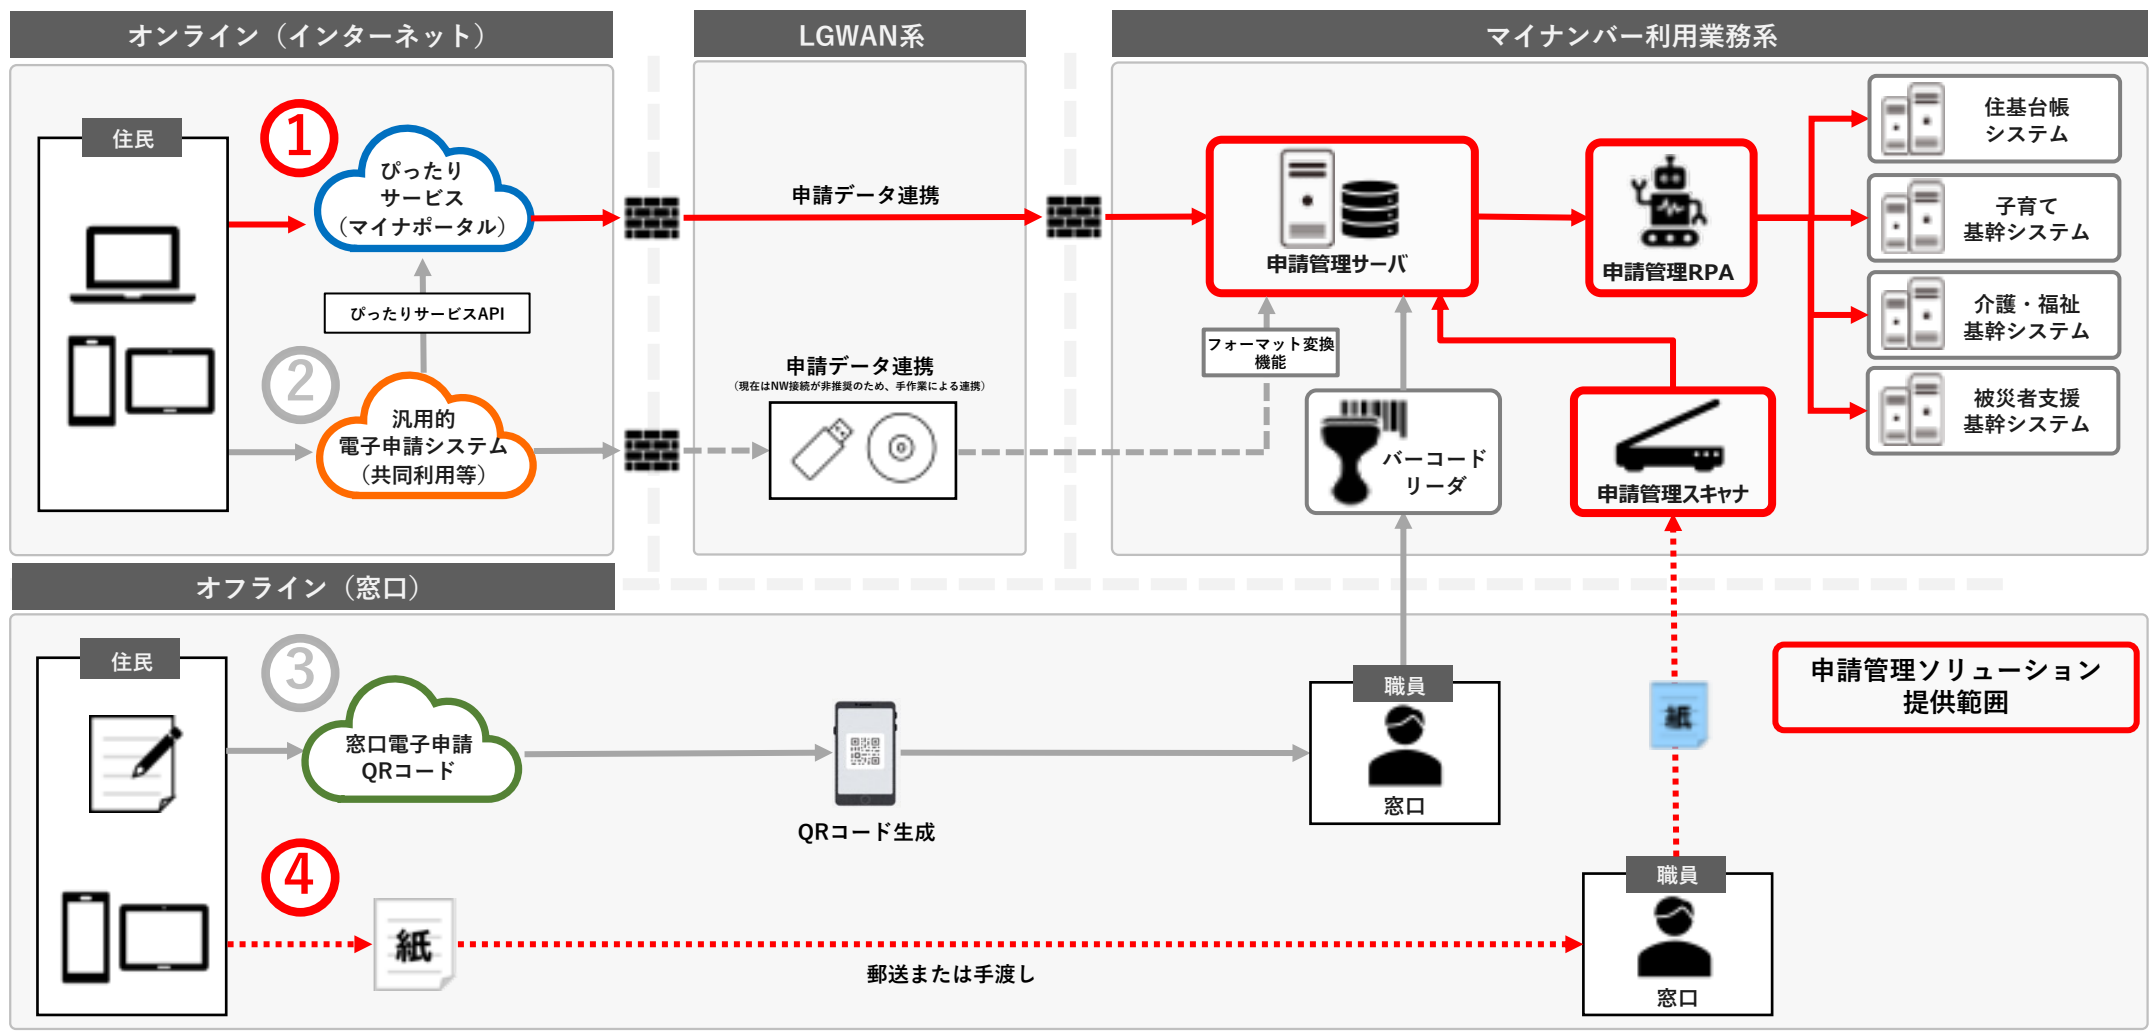 オンライン（インターネット）
LGWAN系
マイナンバー利用業務系
住民
①
ぴったり
サービス
（マイナポータル）
ぴったりサービスAPI
②
汎用的
電子申請システム
（共同利用等）
申請データ連携
申請データ連携
（現在はNW接続が非推奨のため、手作業による連携）
申請管理サーバ
申請管理RPA
フォーマット変換
機能
バーコード
リーダ
申請管理スキャナ
住基台帳
システム
子育て
基幹システム
介護・福祉
基幹システム
被災者支援
基幹システム
オフライン（窓口）
住民
③
窓口電子申請
QRコード
QRコード生成
職員
窓口
紙
申請管理ソリューション
提供範囲
④
紙
郵送または手渡し
職員
窓口